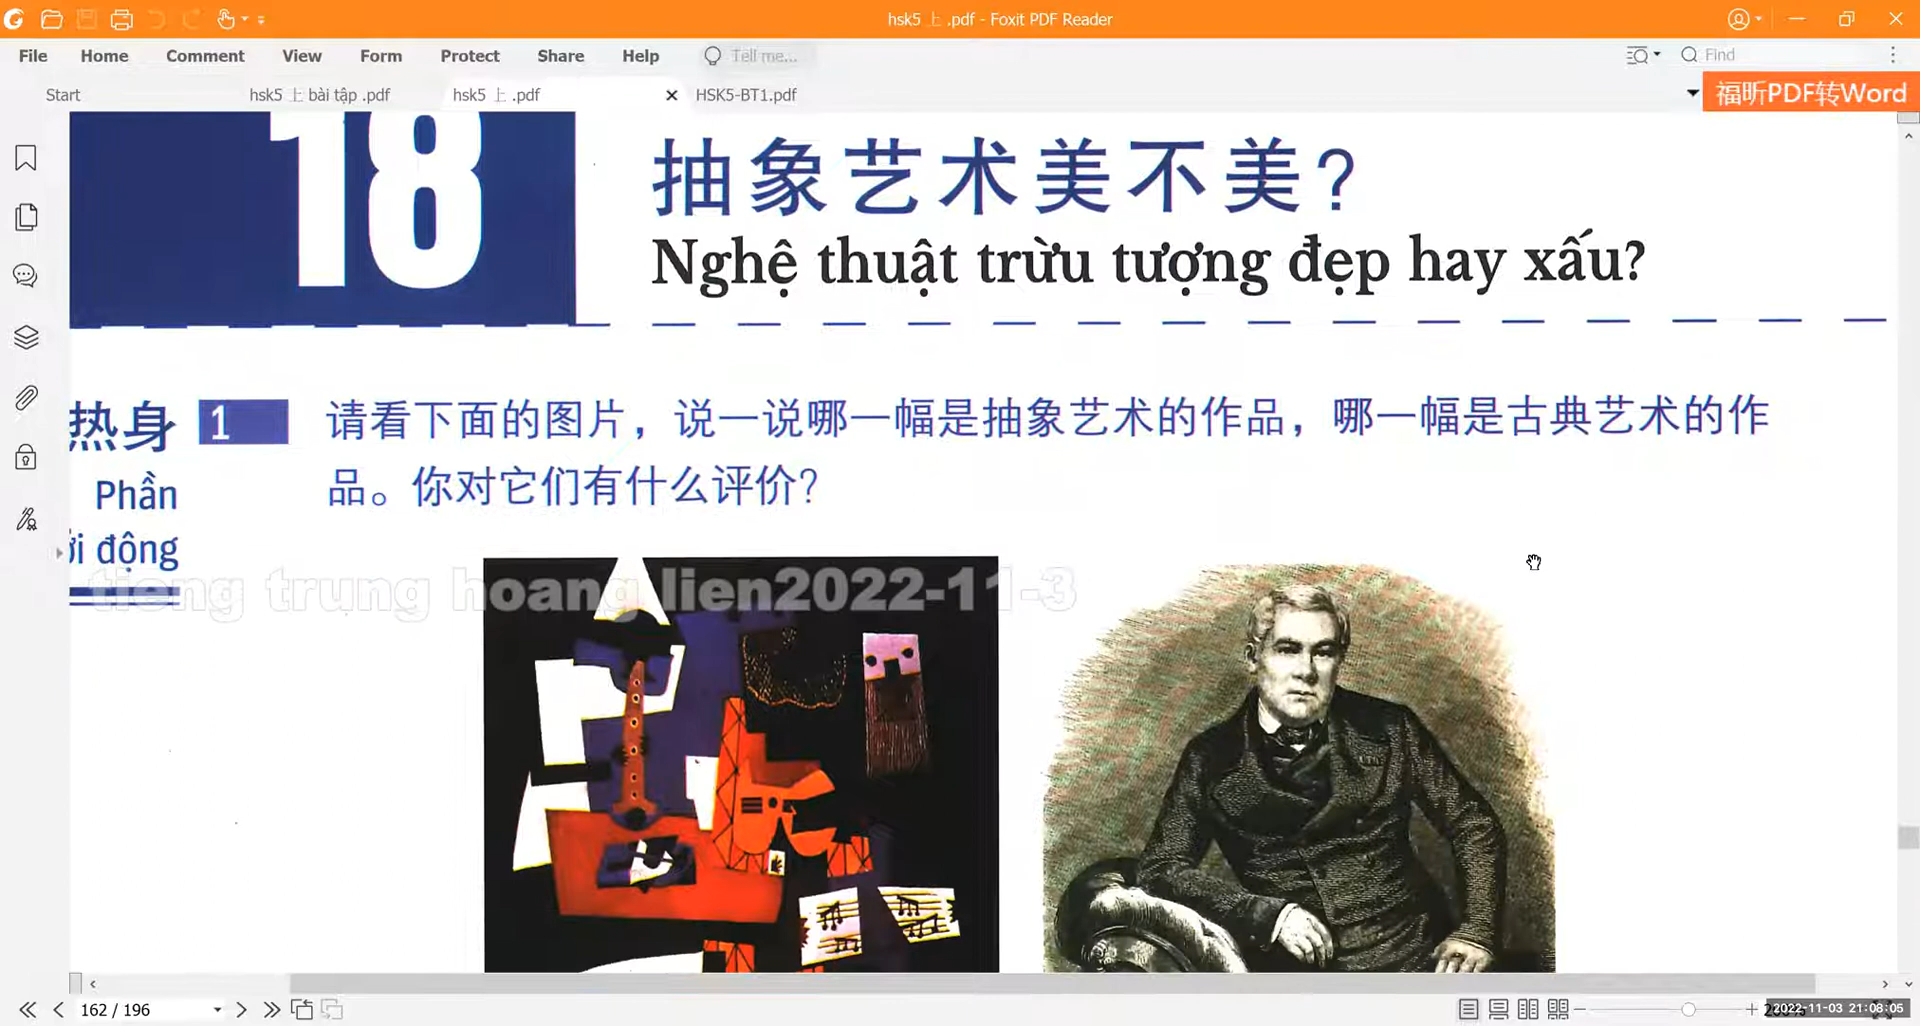 hsk5 上 .pdf - Foxit PDF Reader
File Home Comment View Form Protect Share Help Tell me... Find
Start hsk5 上 bài tập .pdf hsk5 上 .pdf HSK5-BT1.pdf 福昕PDF转Word
18
抽象艺术美不美?
Nghệ thuật trừu tượng đẹp hay xấu?
热身
Phần
ởi động
1
请看下面的图片，说一说哪一幅是抽象艺术的作品，哪一幅是古典艺术的作
品。你对它们有什么评价?
tieng trung hoang lien2022-11-3
162 / 196
2022-11-03 21:08:05